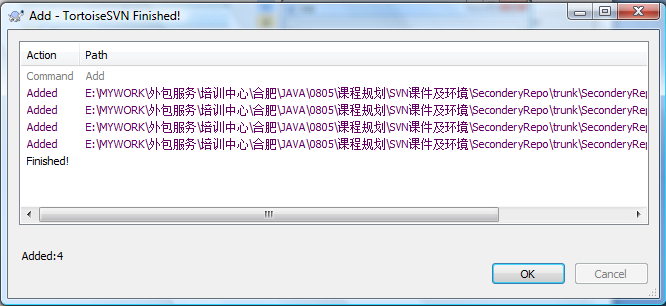 Add - TortoiseSVN Finished!
Action Path
Command Add
Added E:\MYWORK\外包服务\培训中心\合肥\JAVA\0805\课程规划\SVN课件及环境\SeconderyRepo\trunk\SeconderyRep
Added E:\MYWORK\外包服务\培训中心\合肥\JAVA\0805\课程规划\SVN课件及环境\SeconderyRepo\trunk\SeconderyRep
Added E:\MYWORK\外包服务\培训中心\合肥\JAVA\0805\课程规划\SVN课件及环境\SeconderyRepo\trunk\SeconderyRep
Added E:\MYWORK\外包服务\培训中心\合肥\JAVA\0805\课程规划\SVN课件及环境\SeconderyRepo\trunk\SeconderyRep
Finished!
Added:4
OK Cancel